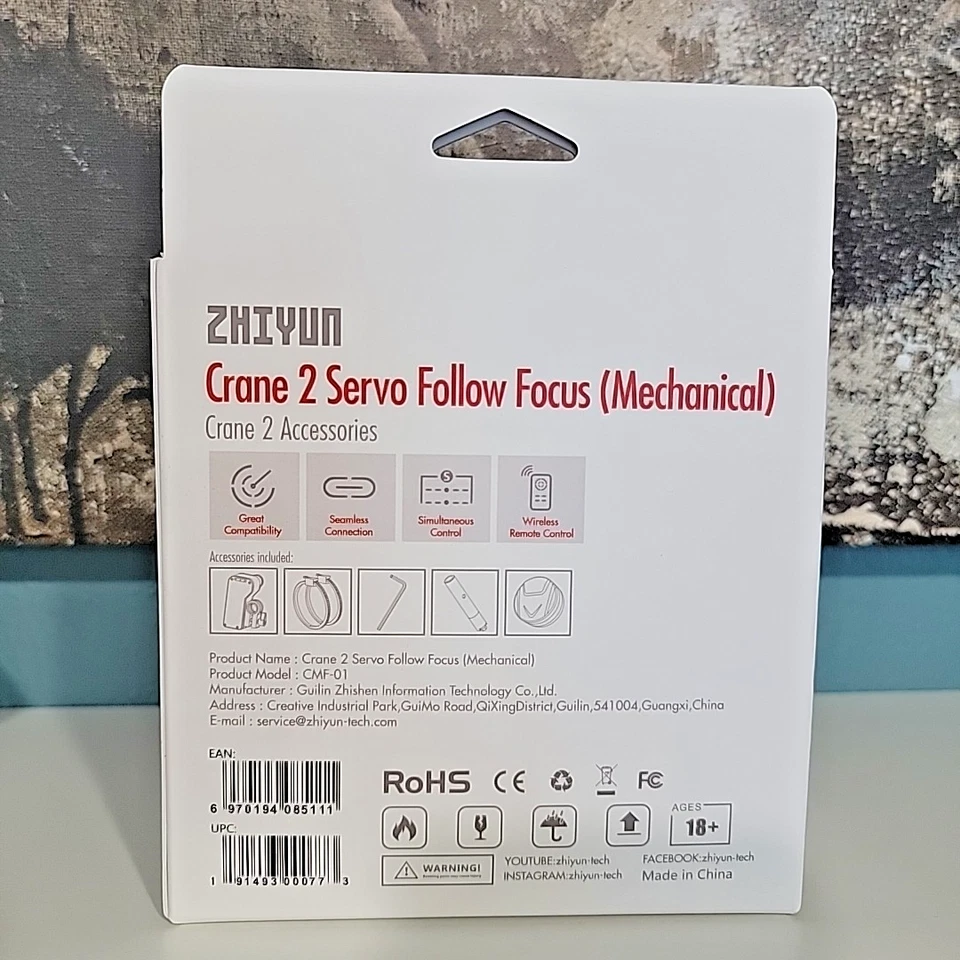 ZHIYUN
Crane 2 Servo Follow Focus (Mechanical)
Crane 2 Accessories
S
Great Compatibility
Seamless Connection
Simultaneous Control
Wireless Remote Control
Accessories included:
Product Name : Crane 2 Servo Follow Focus (Mechanical)
Product Model : CMF-01
Manufacturer : Guilin Zhishen Information Technology Co.,Ltd.
Address : Creative Industrial Park,GuiMo Road,QiXingDistrict,Guilin,541004,Guangxi,China
E-mail : service@zhiyun-tech.com
EAN:
6 970194 085111
UPC:
1 91493 00077 3
RoHS CE FC
AGES
18+
WARNING!
YOUTUBE:zhiyun-tech
FACEBOOK:zhiyun-tech
INSTAGRAM:zhiyun-tech
Made in China